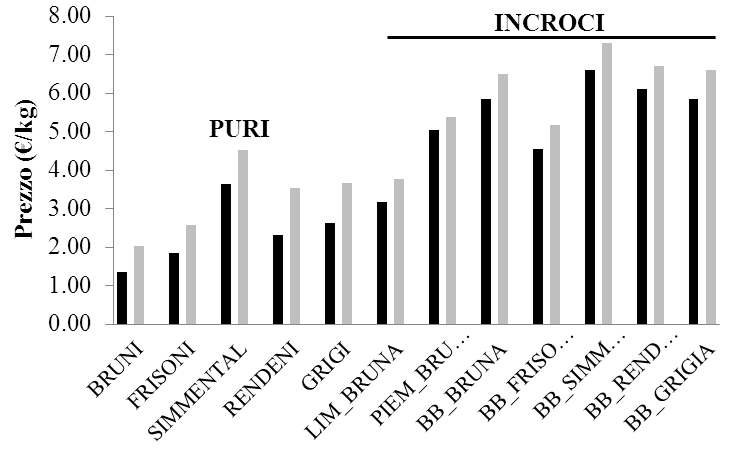 INCROCI
PURI
Prezzo (€/kg)
8.00
7.00
6.00
5.00
4.00
3.00
2.00
1.00
0.00
BRUNI
FRISONI
SIMMENTAL
RENDENI
GRIGI
LIM_BRUNA
PIEM_BRU…
BB_BRUNA
BB_FRISO…
BB_SIMM…
BB_REND…
BB_GRIGIA